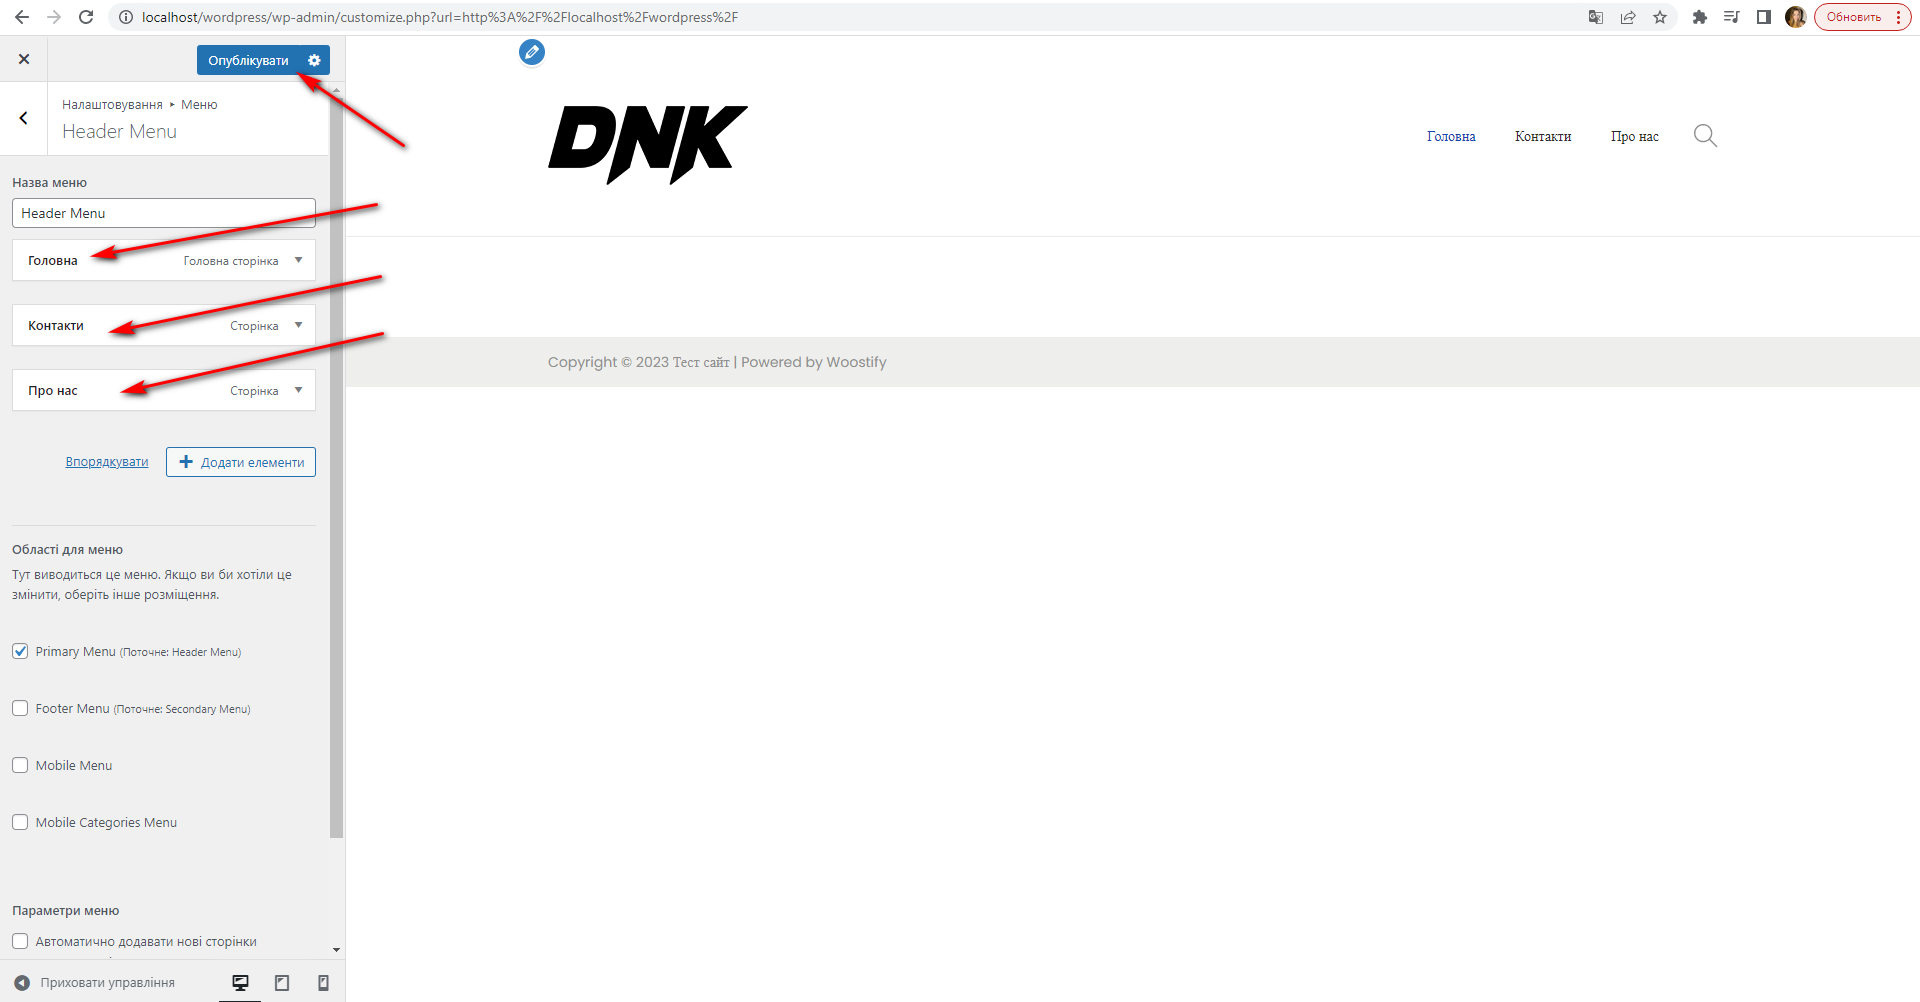 localhost/wordpress/wp-admin/customize.php?url=http%3A%2F%2Flocalhost%2Fwordpress%2F
Обновить
Опублікувати
Налаштовування ▸ Меню
Header Menu
Назва меню
Header Menu
Головна Головна сторінка
Контакти Сторінка
Про нас Сторінка
Впорядкувати
Додати елементи
Області для меню
Тут виводиться це меню. Якщо ви би хотіли це
змінити, оберіть інше розміщення.
Primary Menu (Поточне: Header Menu)
Footer Menu (Поточне: Secondary Menu)
Mobile Menu
Mobile Categories Menu
Параметри меню
Автоматично додавати нові сторінки
Приховати управління
DNK
Головна Контакти Про нас
Copyright © 2023 Тест сайт | Powered by Woostify